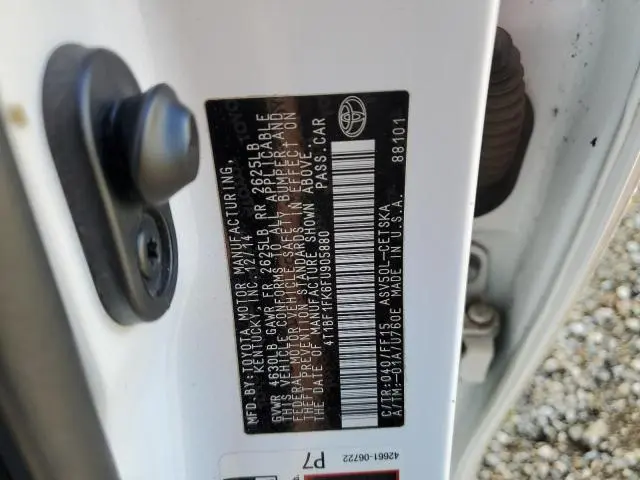 MFD.BY:TOYOTA MOTOR MANUFACTURING,
KENTUCKY, INC. 12/14
GVWR 4630LB GAWR FR 2625LB RR 2625LB
THIS VEHICLE CONFORMS TO ALL APPLICABLE
FEDERAL MOTOR VEHICLE SAFETY, BUMPER AND
THEFT PREVENTION STANDARDS IN EFFECT ON
THE DATE OF MANUFACTURE SHOWN ABOVE.
4T1BF1FK6FU905880 PASS.CAR
C/TR:040/FF15 ASV50L-CETSKA
A/TM:-01A/U760E MADE IN U.S.A.
88101
42661-06722
P7